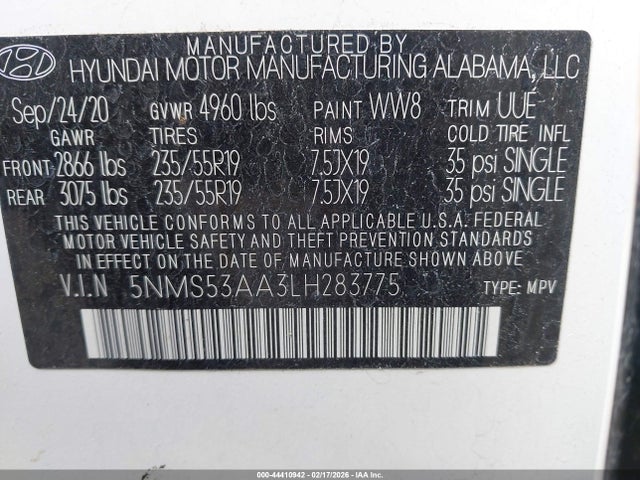 MANUFACTURED BY
HYUNDAI MOTOR MANUFACTURING ALABAMA, LLC
Sep/24/20 GVWR 4960 lbs PAINT WW8 TRIM UUE
GAWR TIRES RIMS COLD TIRE INFL
FRONT 2866 lbs 235/55R19 7.5JX19 35 psi SINGLE
REAR 3075 lbs 235/55R19 7.5JX19 35 psi SINGLE
THIS VEHICLE CONFORMS TO ALL APPLICABLE U.S.A. FEDERAL
MOTOR VEHICLE SAFETY AND THEFT PREVENTION STANDARDS
IN EFFECT ON THE DATE OF MANUFACTURE SHOWN ABOVE.
V.I.N 5NMS53AA3LH283775 TYPE: MPV
000-44410942 - 02/17/2026 - IAA Inc.